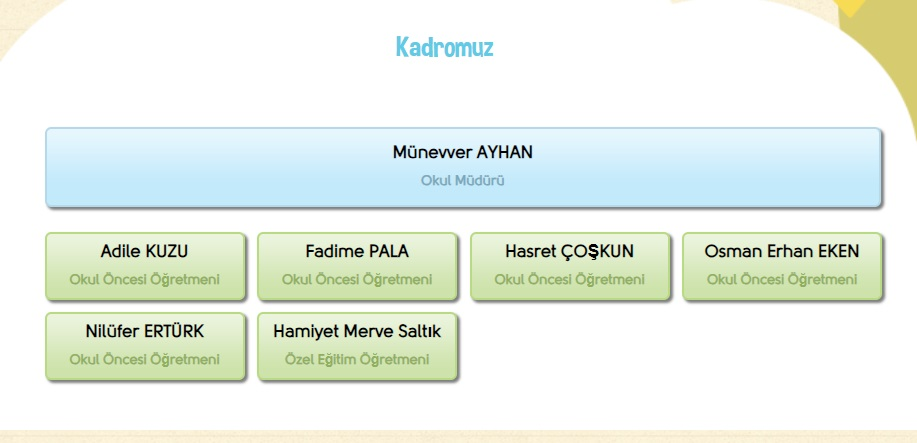 Kadromuz
Münevver AYHAN
Okul Müdürü
Adile KUZU
Okul Öncesi Öğretmeni
Fadime PALA
Okul Öncesi Öğretmeni
Hasret ÇOŞKUN
Okul Öncesi Öğretmeni
Osman Erhan EKEN
Okul Öncesi Öğretmeni
Nilüfer ERTÜRK
Okul Öncesi Öğretmeni
Hamiyet Merve Saltık
Özel Eğitim Öğretmeni